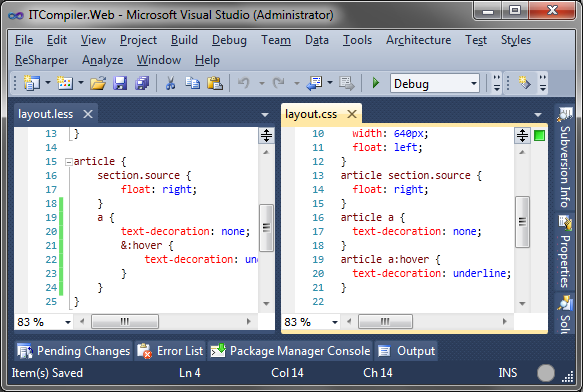 ITCompiler.Web - Microsoft Visual Studio (Administrator)
File Edit View Project Build Debug Team Data Tools Architecture Test Styles
ReSharper Analyze Window Help
Debug
layout.less
13 }
14
15 article {
16 section.source {
17 float: right;
18 }
19 a {
20 text-decoration: none;
21 &:hover {
22 text-decoration: un
23 }
24 }
25 }
83 %
layout.css
10 width: 640px;
11 float: left;
12 }
13 article section.source {
14 float: right;
15 }
16 article a {
17 text-decoration: none;
18 }
19 article a:hover {
20 text-decoration: underline;
21 }
22
83 %
Subversion Info
Properties
Pending Changes Error List Package Manager Console Output
Item(s) Saved Ln 4 Col 14 Ch 14 INS